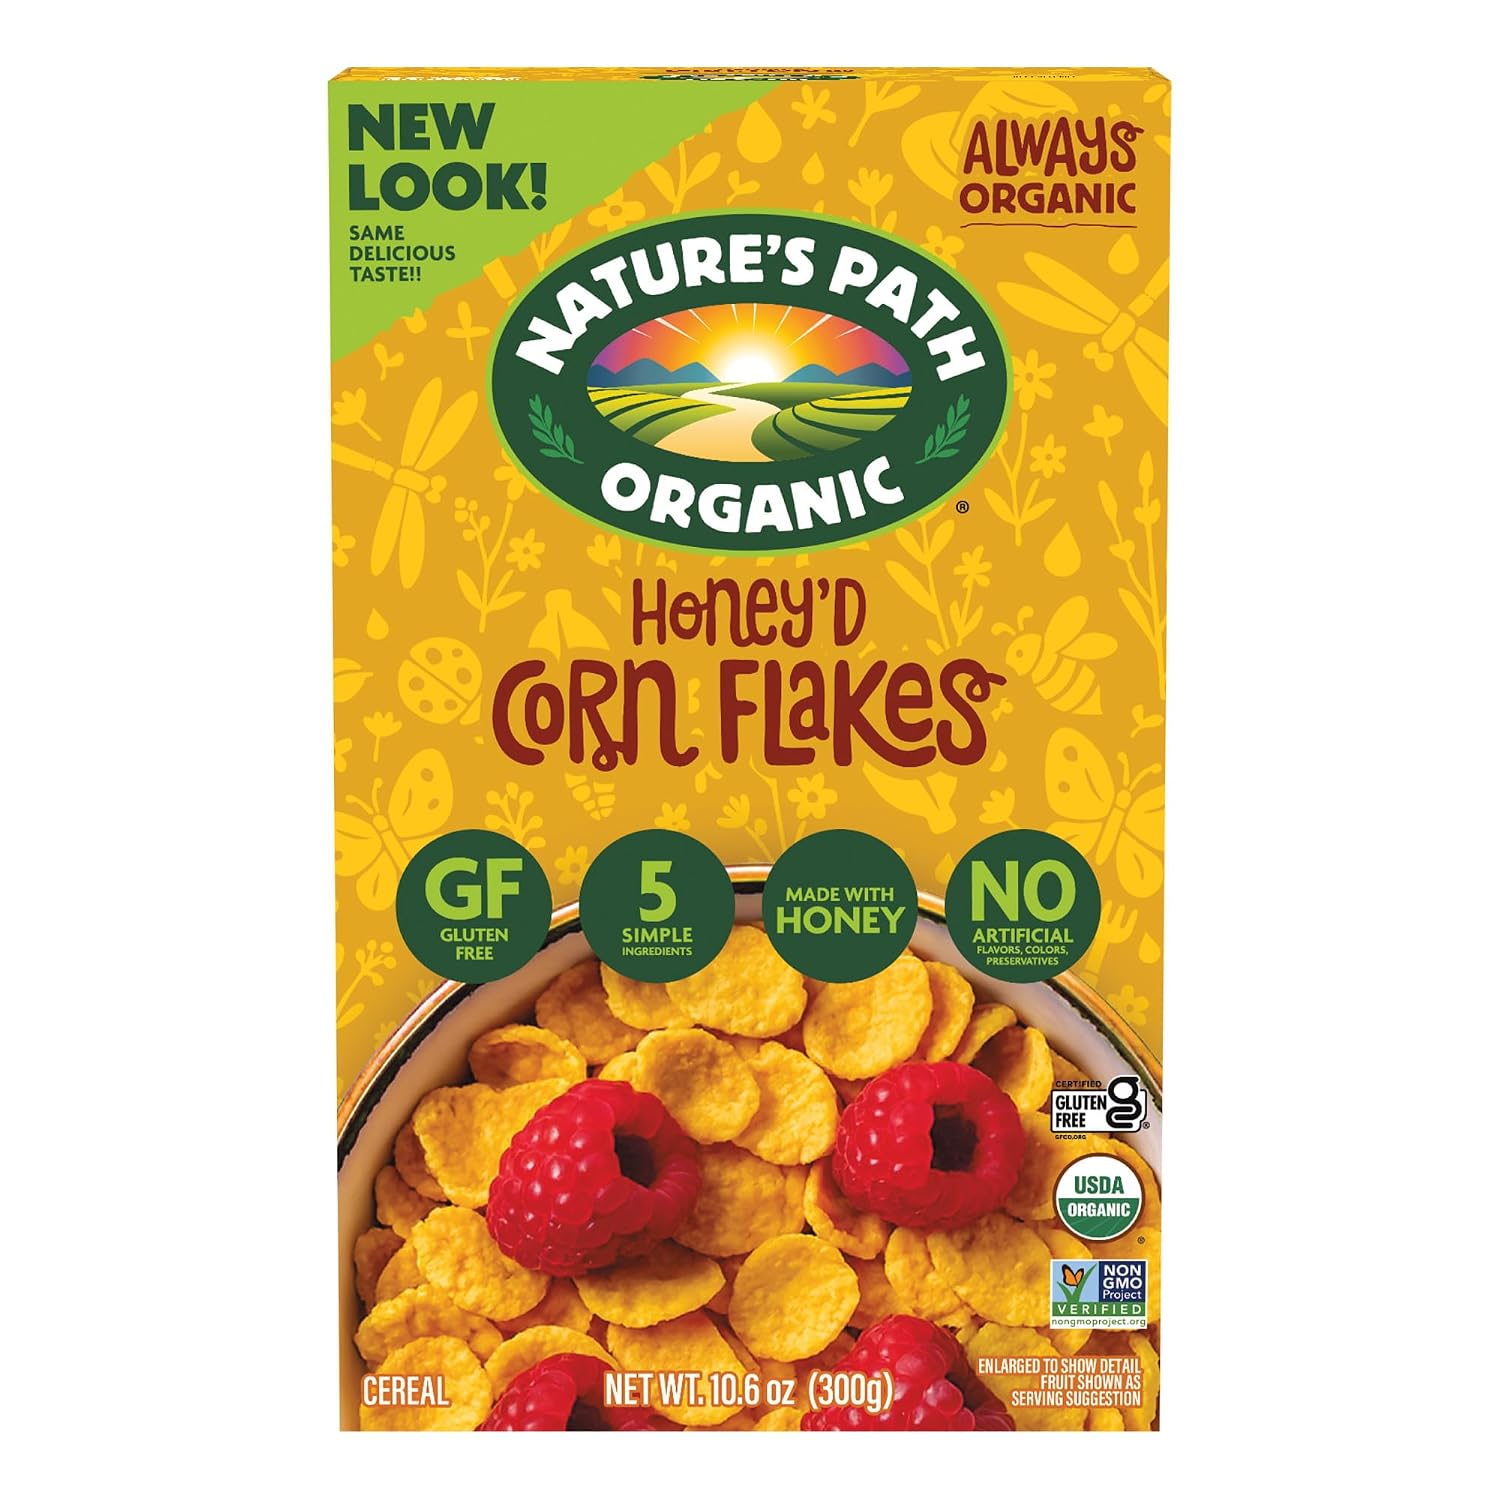 NEW
LOOK!
SAME
DELICIOUS
TASTE!!
ALWAYS
ORGANIC
NATURE'S PATH
ORGANIC
®
HONEY'D
CORN FLAKES
GF
GLUTEN
FREE
5
SIMPLE
INGREDIENTS
MADE WITH
HONEY
NO
ARTIFICIAL
FLAVORS, COLORS,
PRESERVATIVES
CERTIFIED
GLUTEN
FREE
®
GFCO.ORG
USDA
ORGANIC
®
NON
GMO
Project
VERIFIED
nongmoproject.org
ENLARGED TO SHOW DETAIL
FRUIT SHOWN AS
SERVING SUGGESTION
CEREAL
NET WT. 10.6 oz (300g)